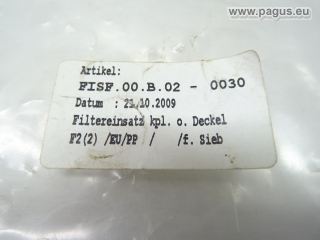 www.pagus.eu
Artikel:
FISF.00.B.02 - 0030
Datum : 21.10.2009
Filtereinsatz kpl. o. Deckel
F2(2) /EU/PP / /f. Sieb